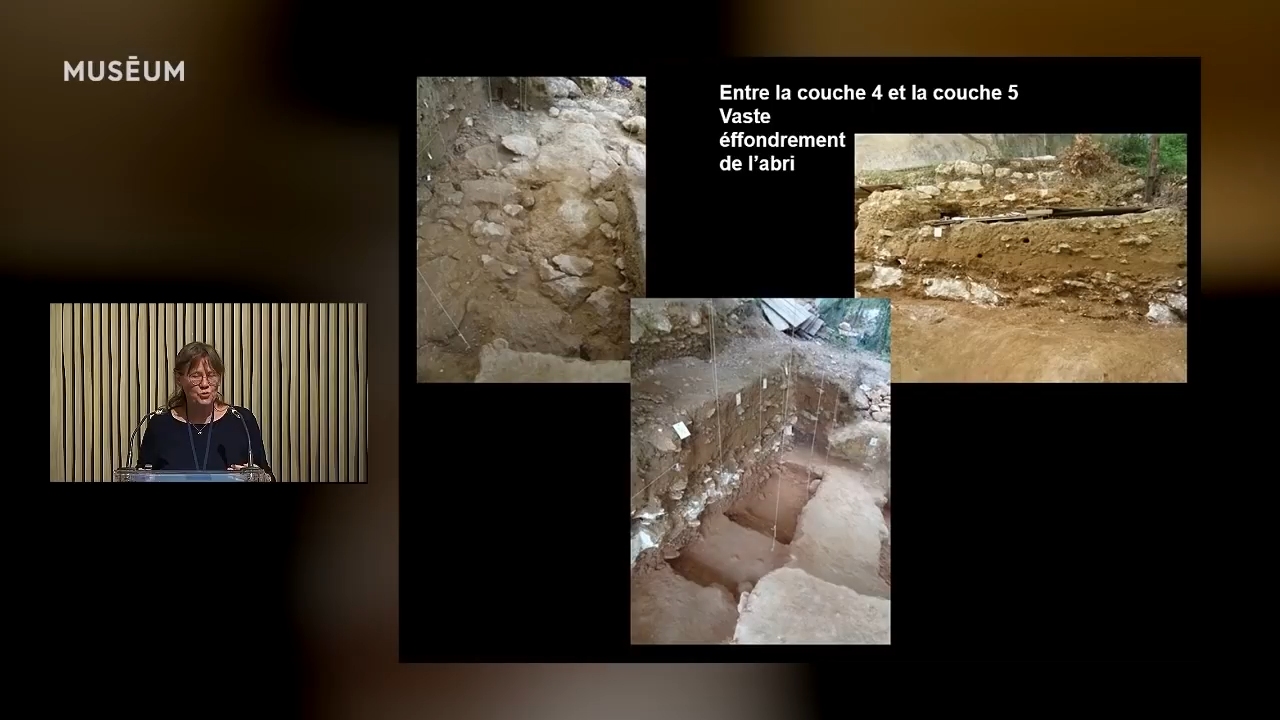 MUSĒUM
Entre la couche 4 et la couche 5
Vaste
éffondrement
de l'abri